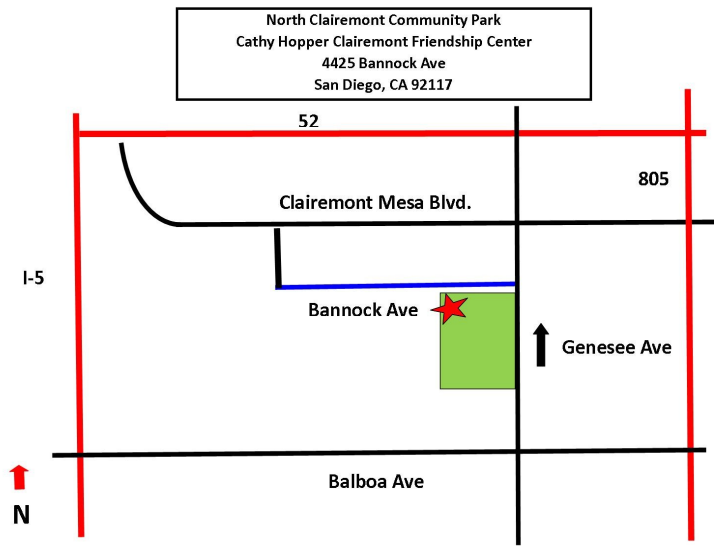 North Clairemont Community Park
Cathy Hopper Clairemont Friendship Center
4425 Bannock Ave
San Diego, CA 92117
52
805
Clairemont Mesa Blvd.
I-5
Bannock Ave
Genesee Ave
Balboa Ave
N